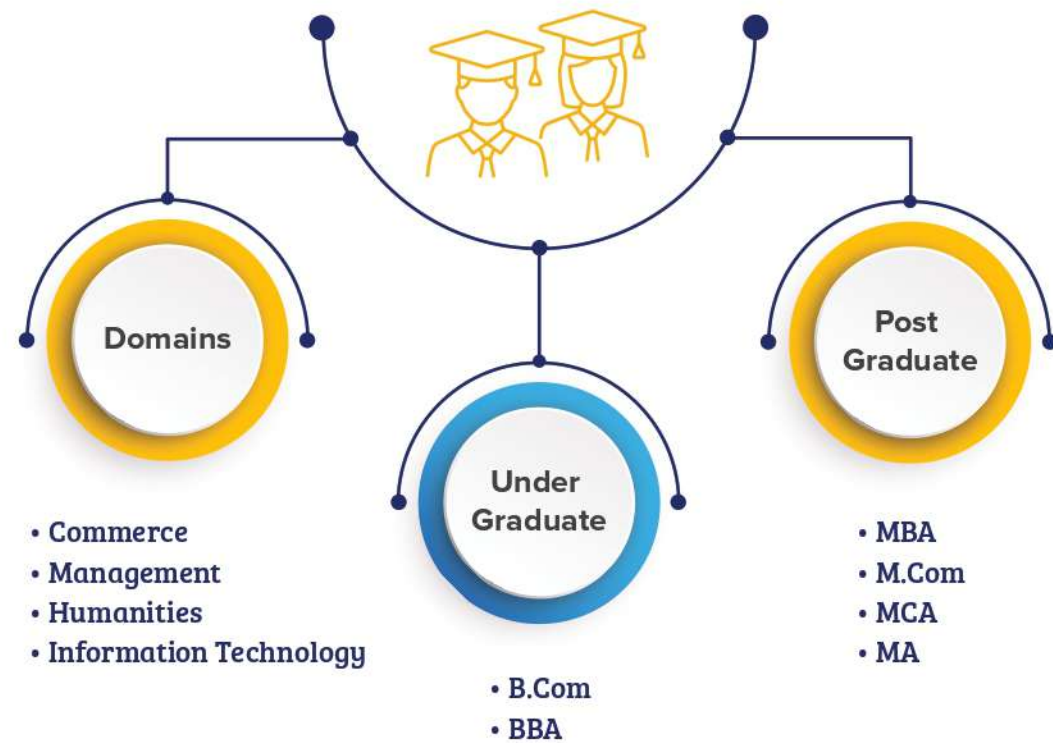 Domains
• Commerce
• Management
• Humanities
• Information Technology
Under
Graduate
• B.Com
• BBA
Post
Graduate
• MBA
• M.Com
• MCA
• MA